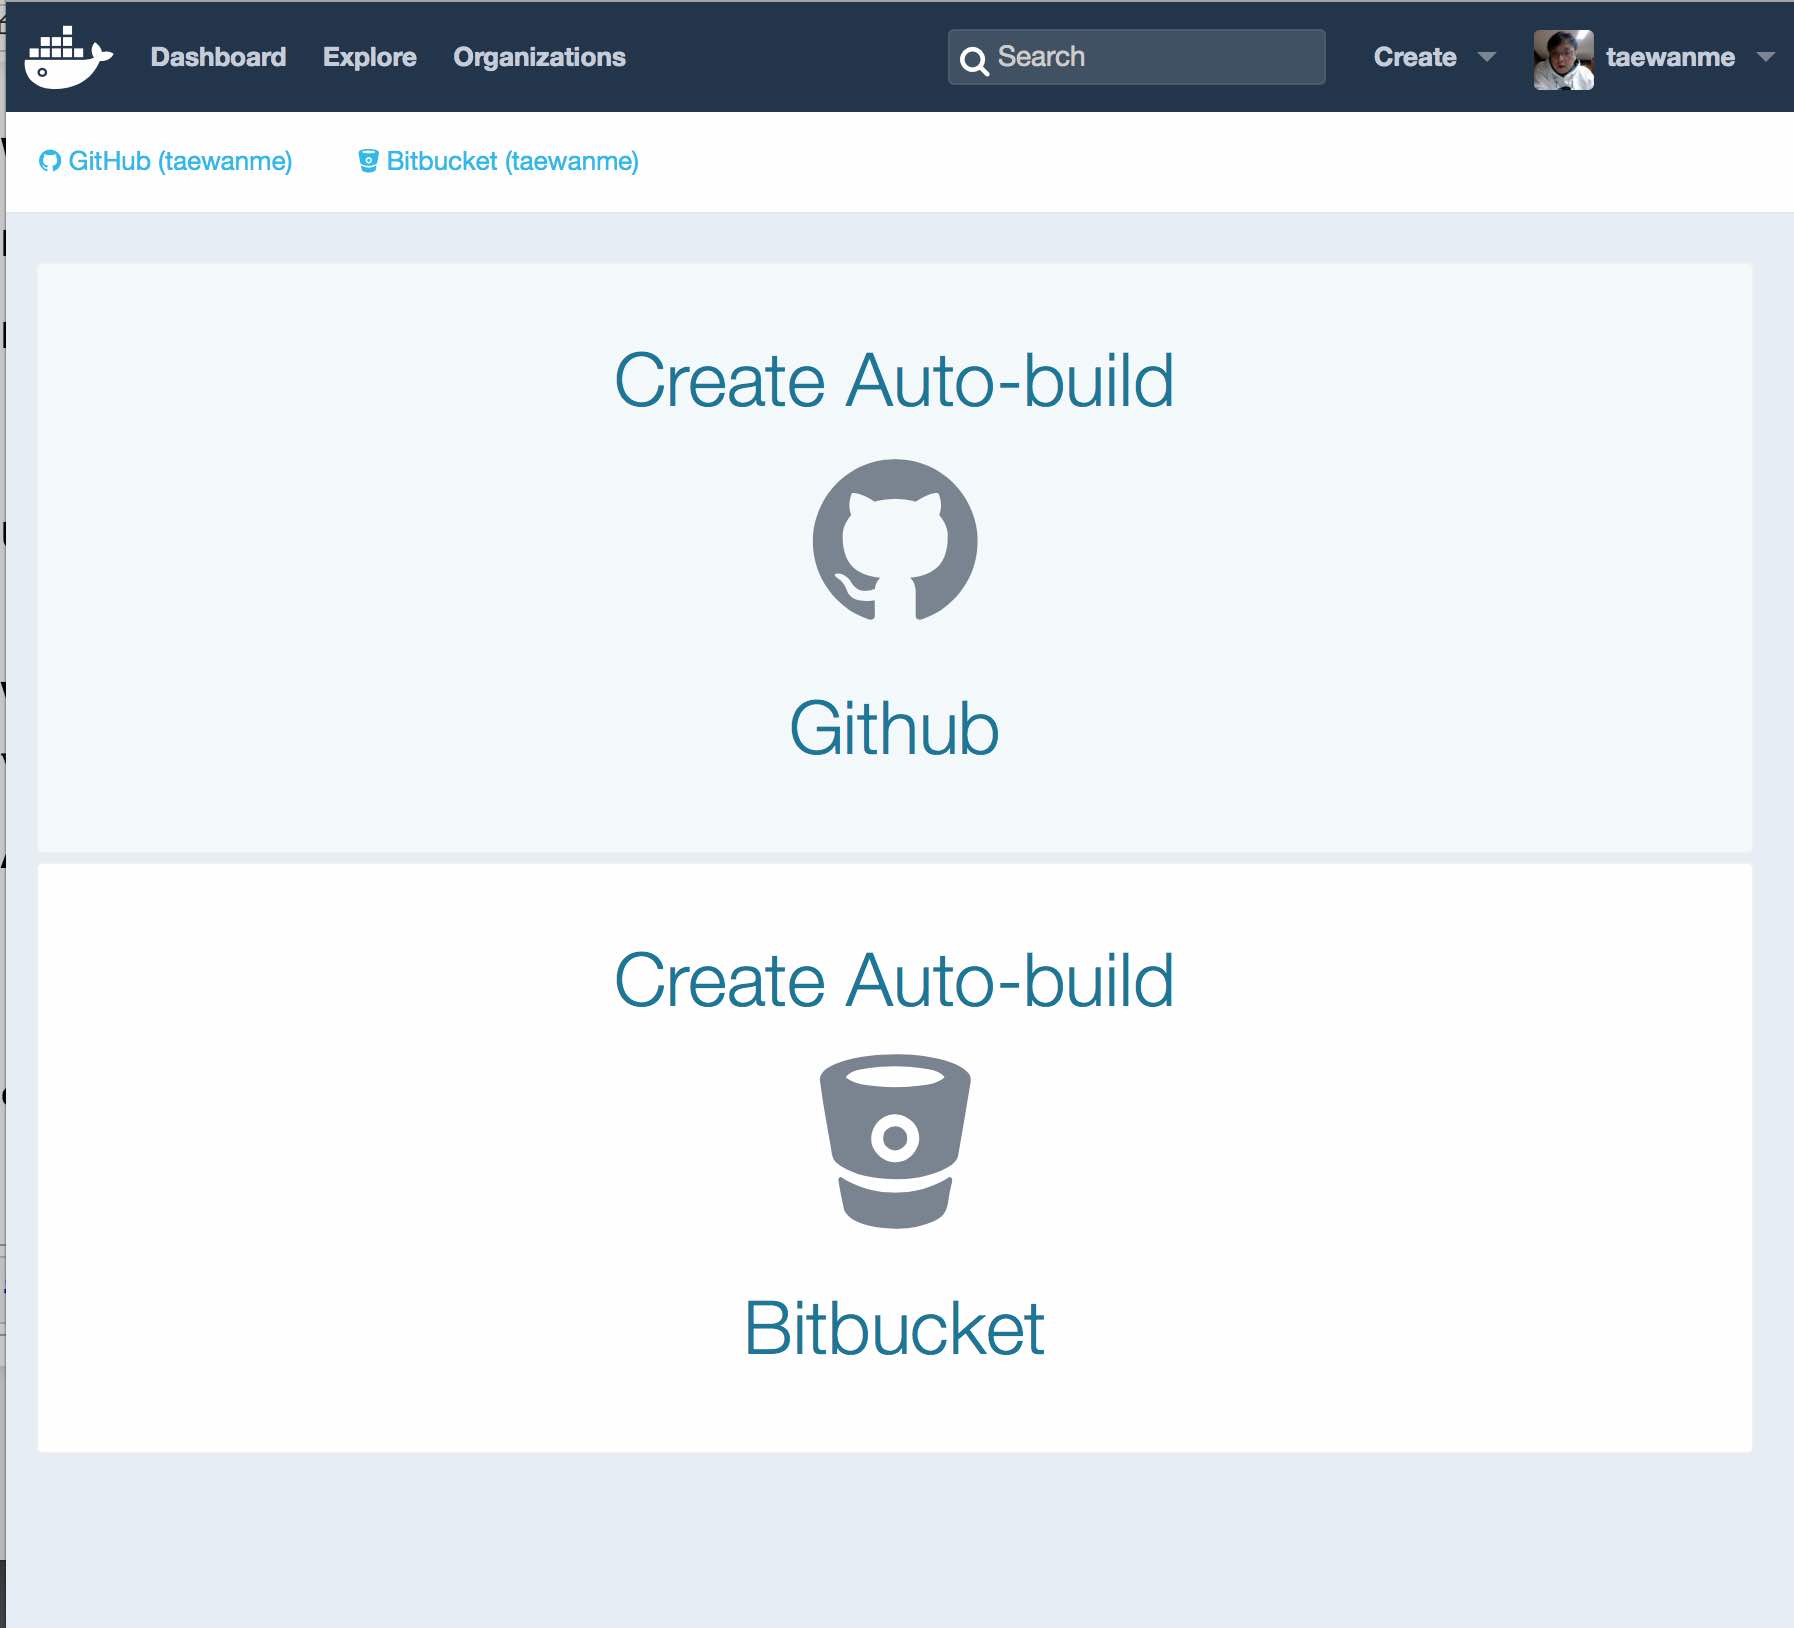 Dashboard Explore Organizations Search Create taewanme
GitHub (taewanme) Bitbucket (taewanme)
Create Auto-build
Github
Create Auto-build
Bitbucket